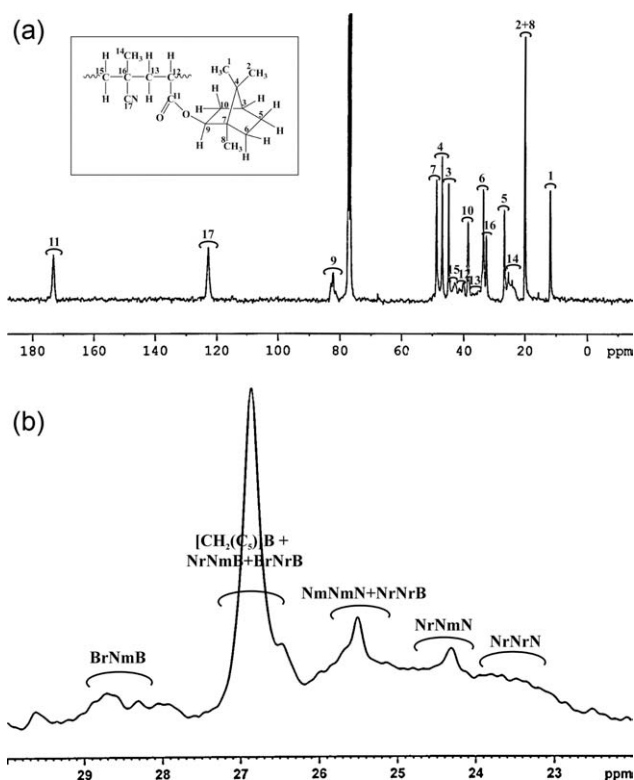 (a)
2+8
15 H H 14 CH₃ 13 H H 12
C 16 C C C
H CN 17 H C 41
O O
1 H₃C 2 CH₃
4
H 10 3 H H
5
7 H
9 8 6
H CH₃ H H
11
17
9
7
4
3
15
12
13
10
6
16
5
14
1
180 160 140 120 100 80 60 40 20 0 ppm
(b)
[CH₂(C₅)]B +
NrNmB+BrNrB
NmNmN+NrNrB
NrNmN
BrNmB
NrNrN
29 28 27 26 25 24 23 ppm